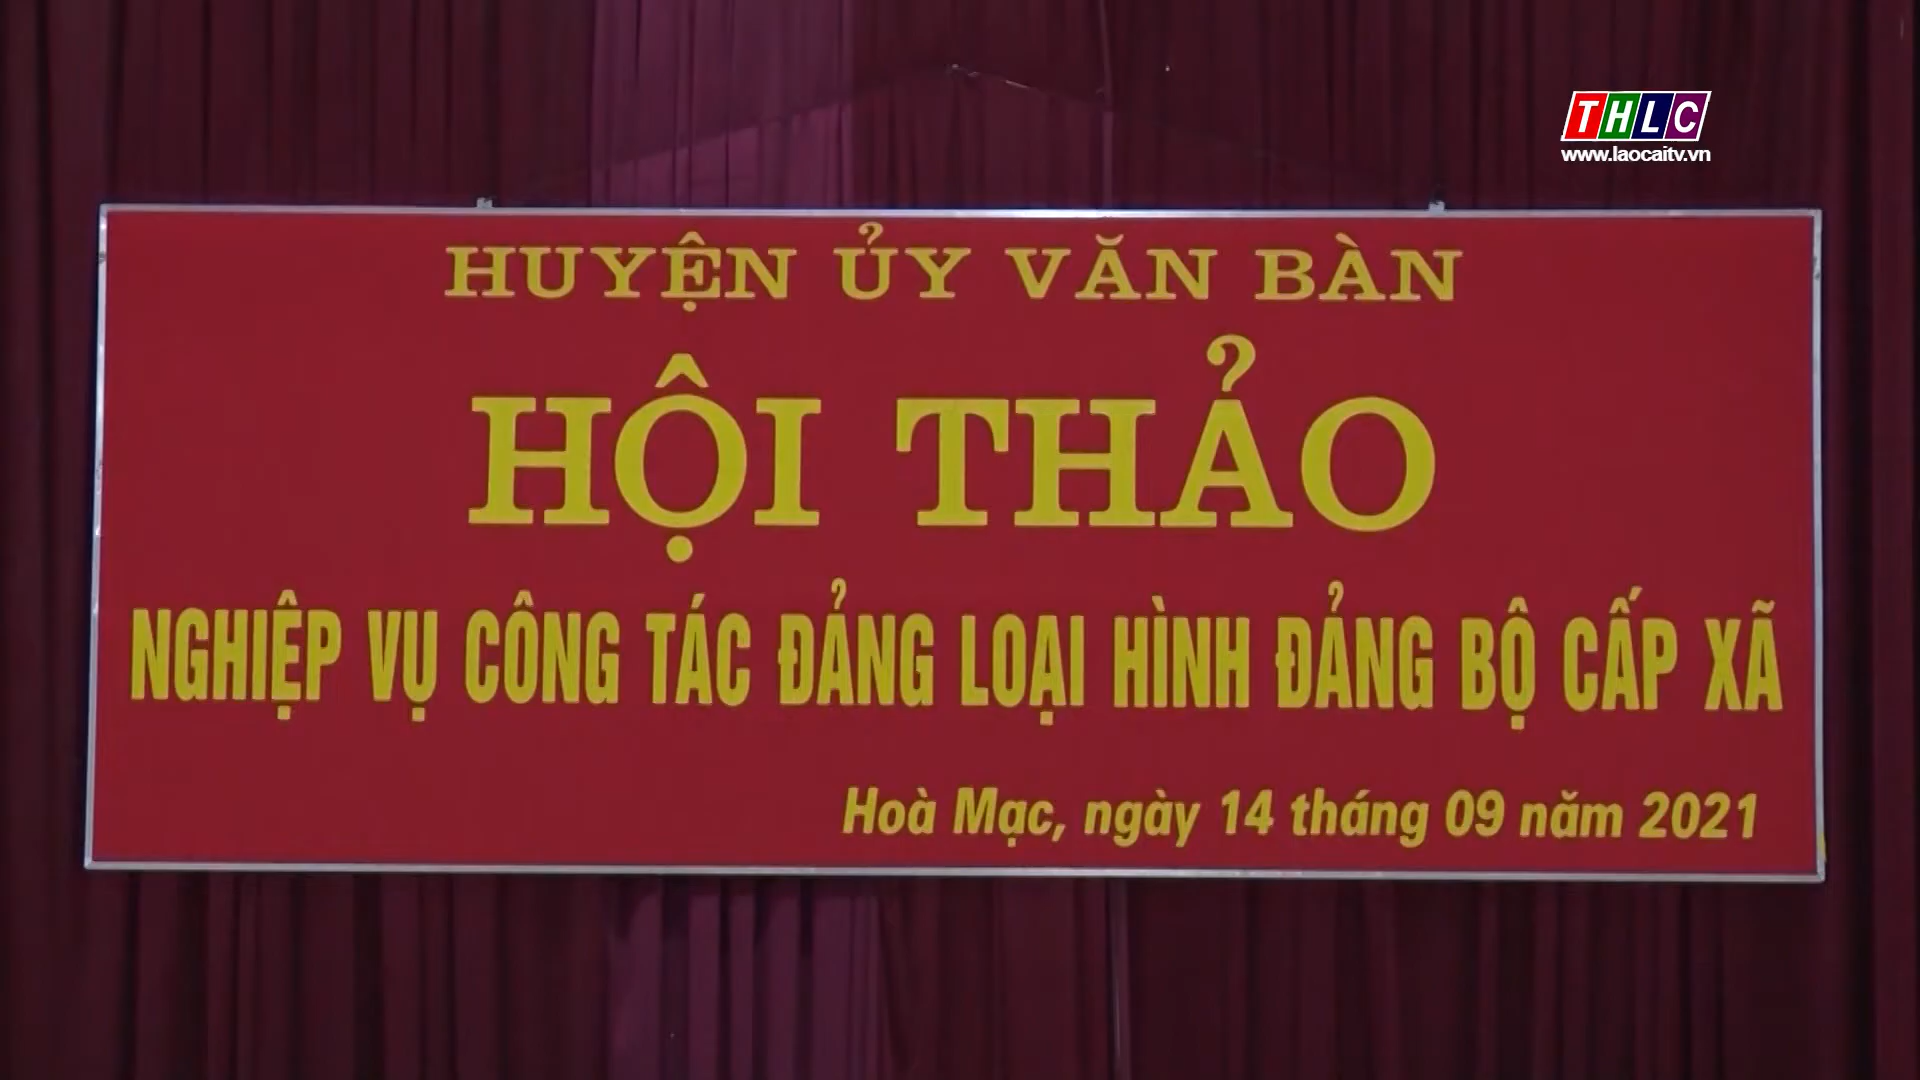 THLC
www.laocaitv.vn
HUYỆN ỦY VĂN BÀN
HỘI THẢO
NGHIỆP VỤ CÔNG TÁC ĐẢNG LOẠI HÌNH ĐẢNG BỘ CẤP XÃ
Hoà Mạc, ngày 14 tháng 09 năm 2021